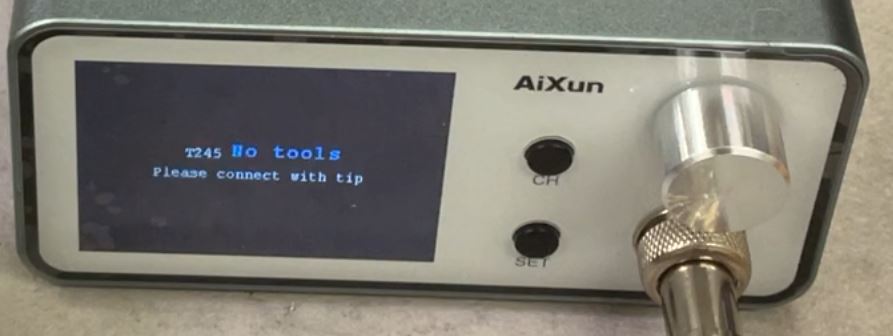 AiXun
T245 No tools
Please connect with tip
CH
SET